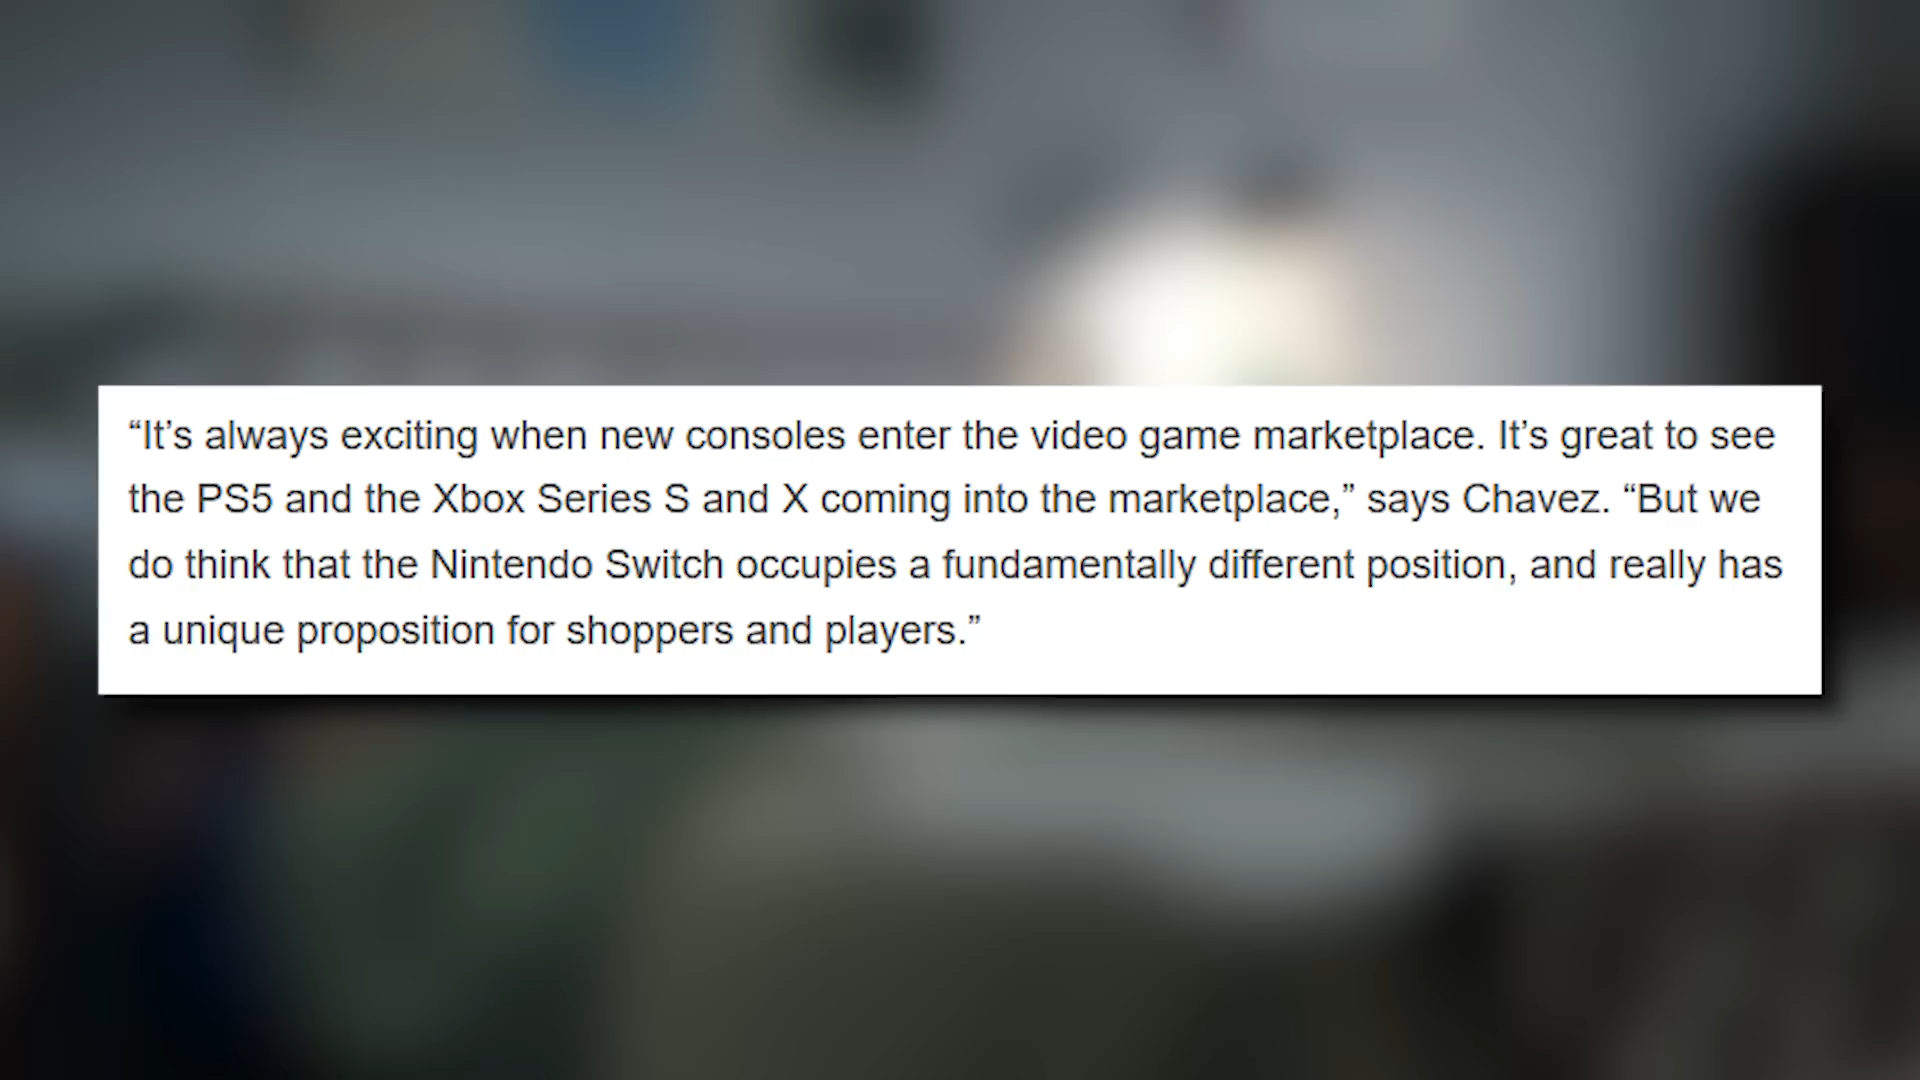 “It’s always exciting when new consoles enter the video game marketplace. It’s great to see
the PS5 and the Xbox Series S and X coming into the marketplace,” says Chavez. “But we
do think that the Nintendo Switch occupies a fundamentally different position, and really has
a unique proposition for shoppers and players.”